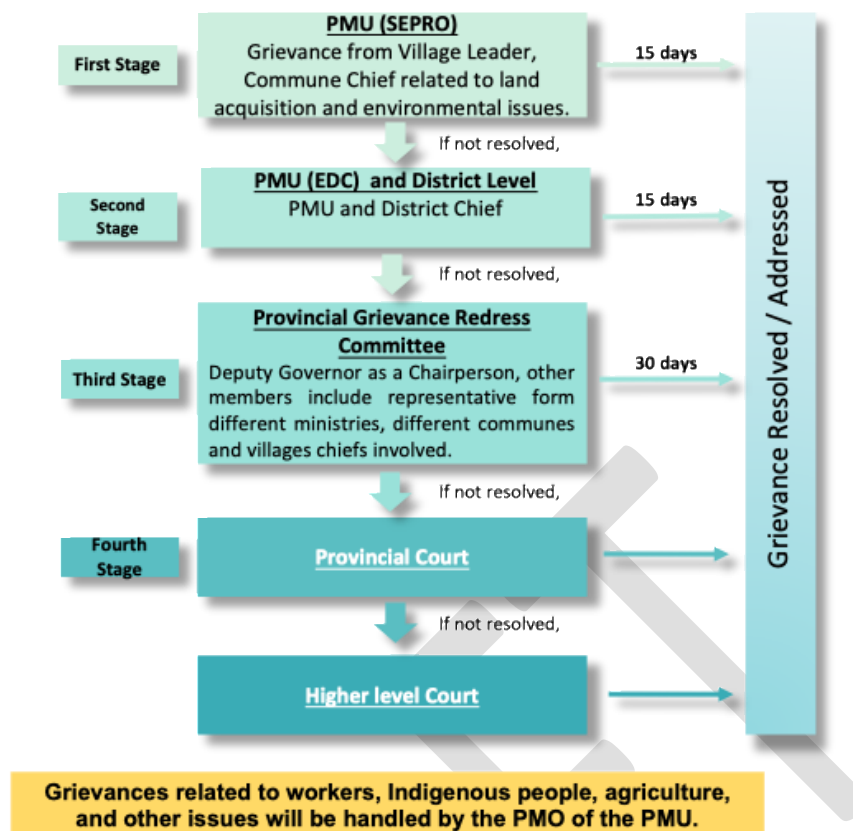 PMU (SEPRO)
First Stage
Grievance from Village Leader,
Commune Chief related to land
acquisition and environmental issues.
15 days
If not resolved,
PMU (EDC) and District Level
Second
Stage
PMU and District Chief
15 days
If not resolved,
Provincial Grievance Redress
Committee
Third Stage
Deputy Governor as a Chairperson, other
members include representative form
different ministries, different communes
and villages chiefs involved.
30 days
If not resolved,
Fourth
Stage
Provincial Court
If not resolved,
Higher level Court
Grievance Resolved / Addressed
Grievances related to workers, Indigenous people, agriculture,
and other issues will be handled by the PMO of the PMU.